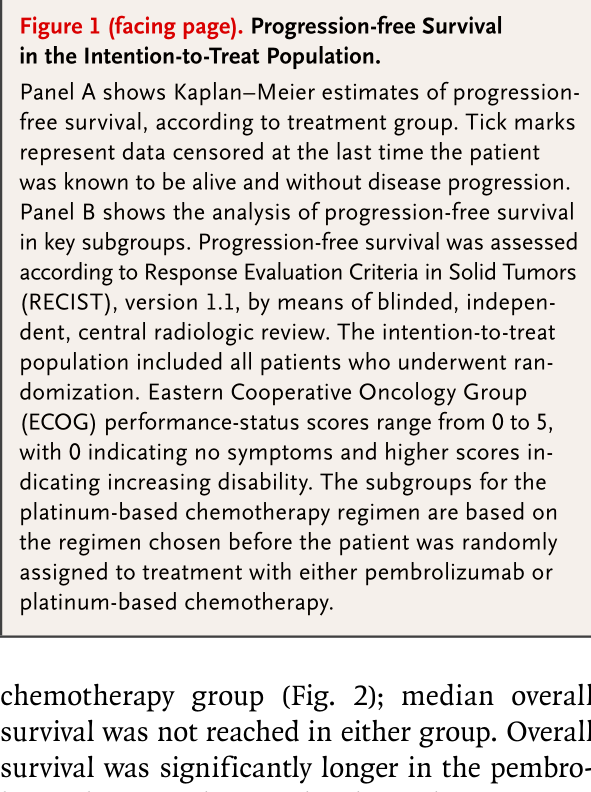 Figure 1 (facing page). Progression-free Survival
in the Intention-to-Treat Population.
Panel A shows Kaplan–Meier estimates of progression-
free survival, according to treatment group. Tick marks
represent data censored at the last time the patient
was known to be alive and without disease progression.
Panel B shows the analysis of progression-free survival
in key subgroups. Progression-free survival was assessed
according to Response Evaluation Criteria in Solid Tumors
(RECIST), version 1.1, by means of blinded, indepen-
dent, central radiologic review. The intention-to-treat
population included all patients who underwent ran-
domization. Eastern Cooperative Oncology Group
(ECOG) performance-status scores range from 0 to 5,
with 0 indicating no symptoms and higher scores in-
dicating increasing disability. The subgroups for the
platinum-based chemotherapy regimen are based on
the regimen chosen before the patient was randomly
assigned to treatment with either pembrolizumab or
platinum-based chemotherapy.
chemotherapy group (Fig. 2); median overall
survival was not reached in either group. Overall
survival was significantly longer in the pembro-